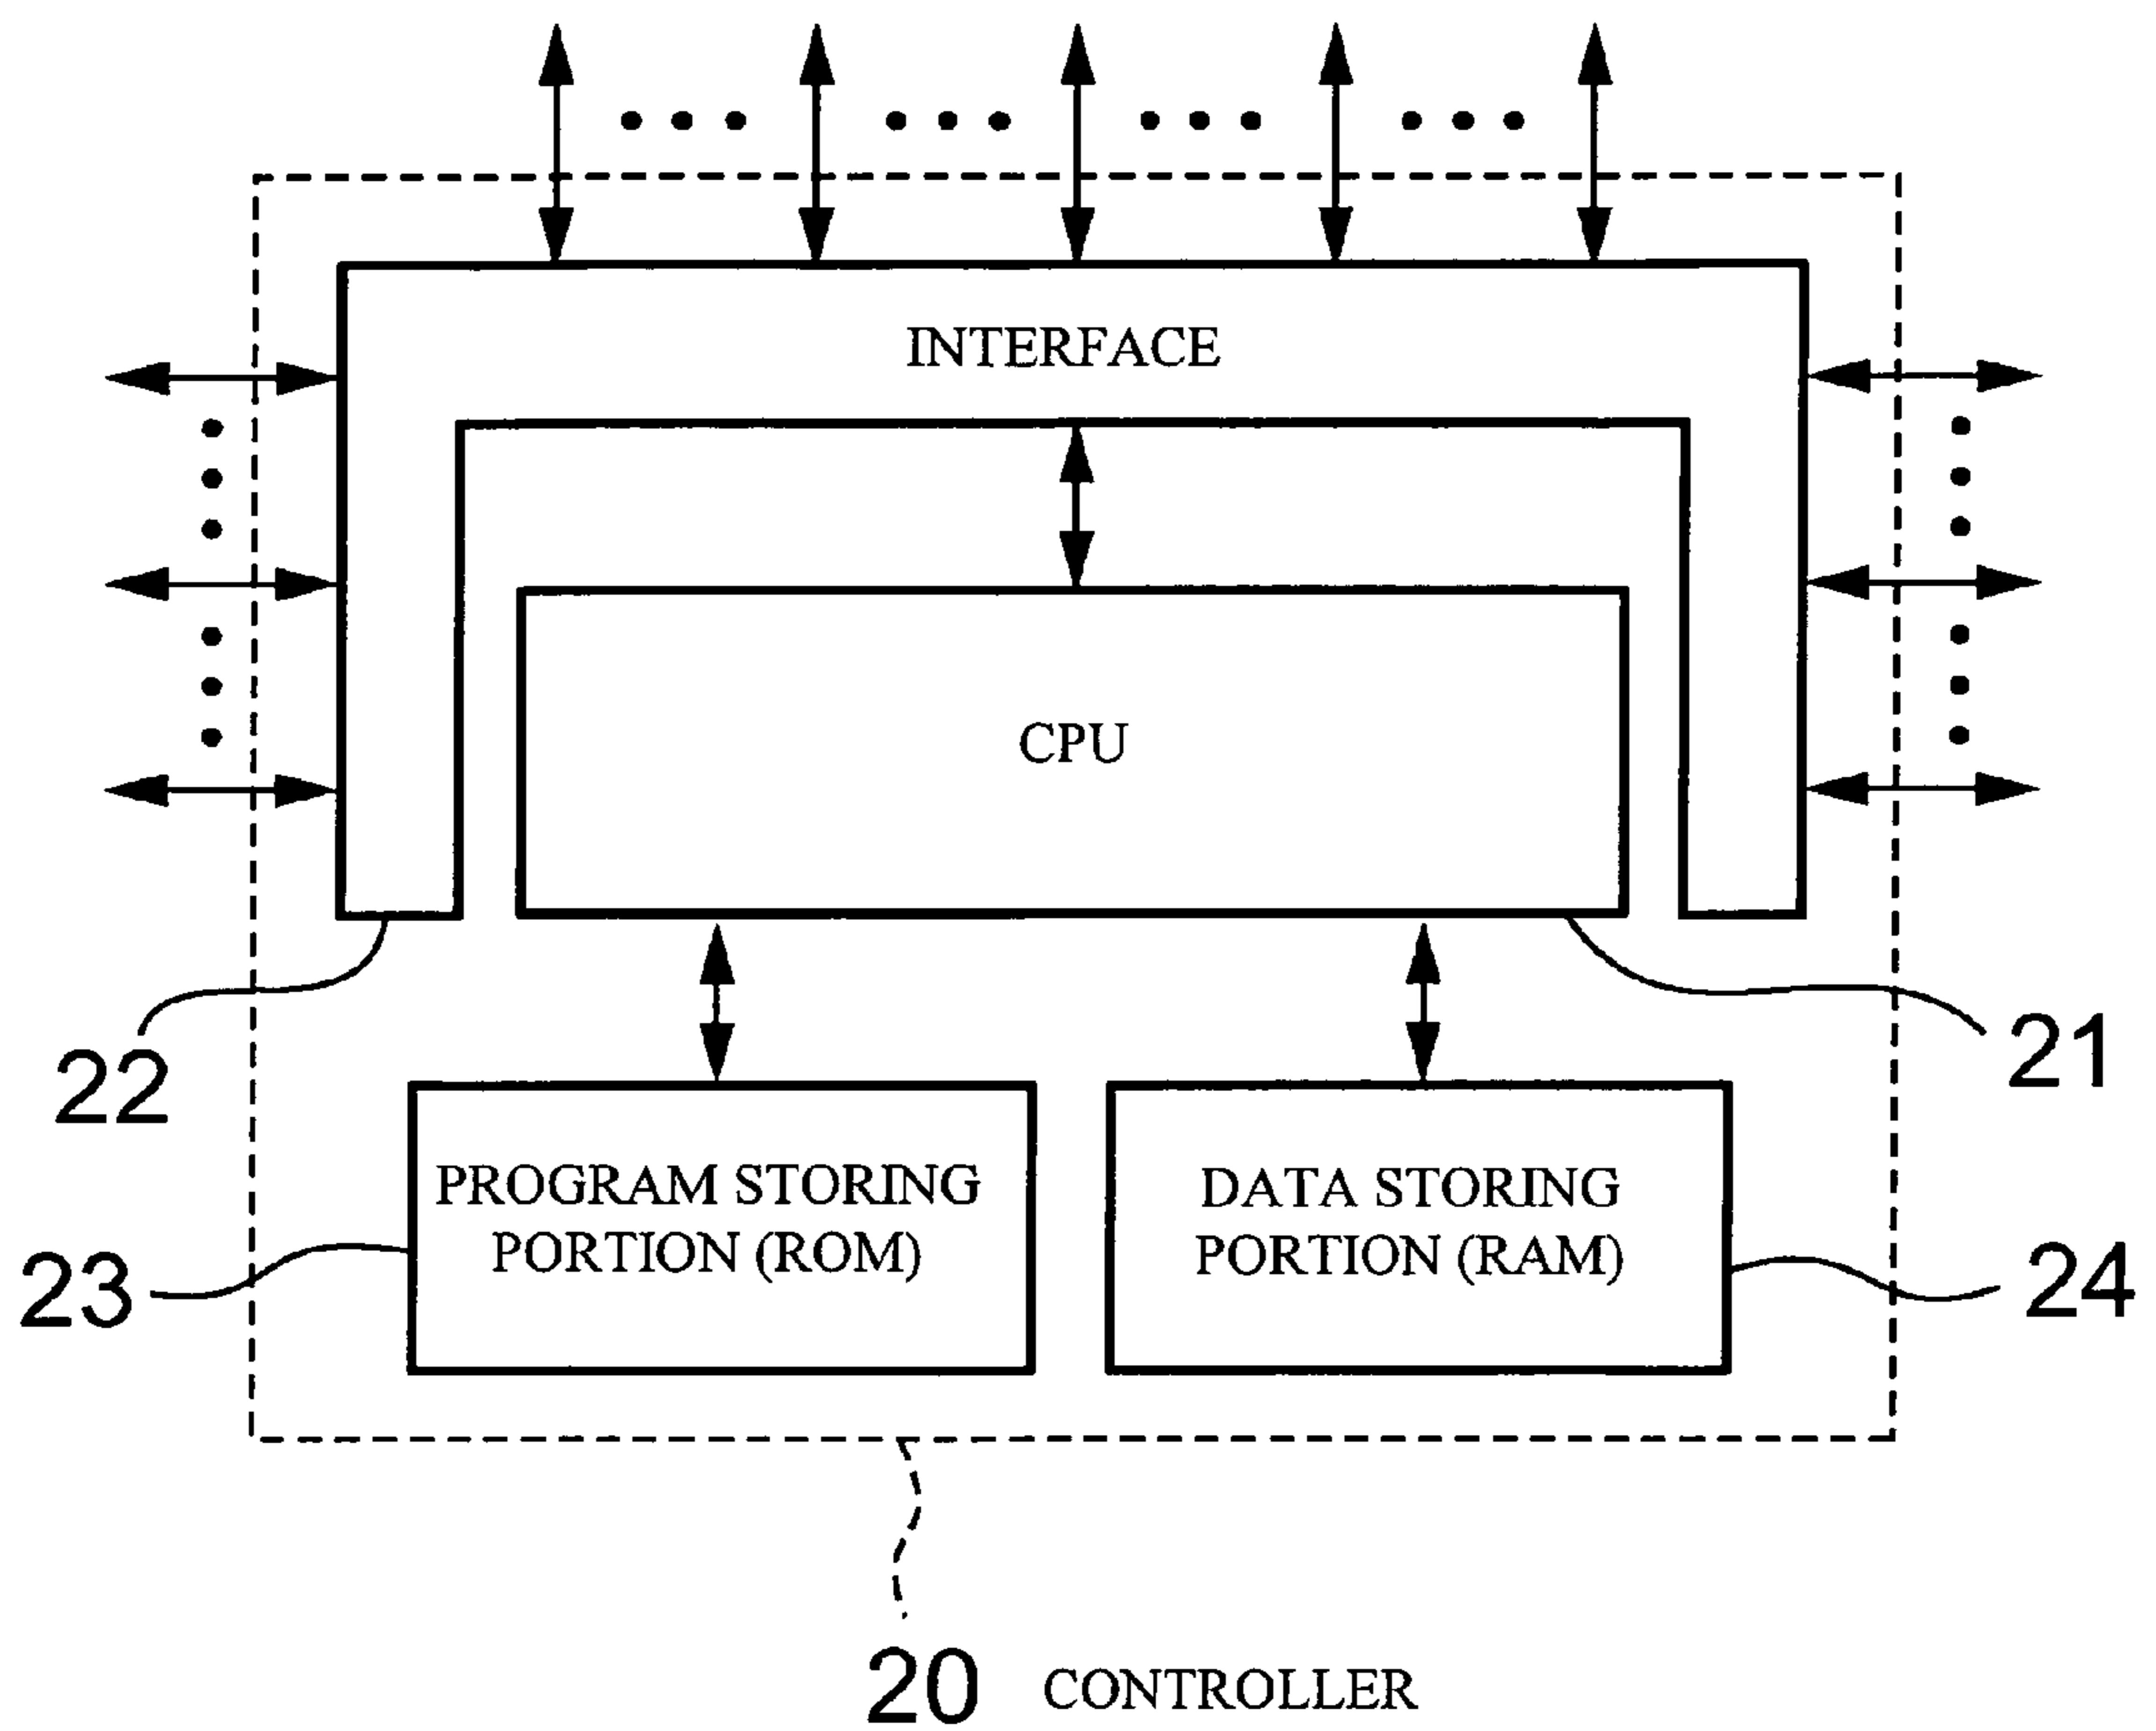 INTERFACE
CPU
22
21
PROGRAM STORING
PORTION (ROM)
DATA STORING
PORTION (RAM)
23
24
20 CONTROLLER